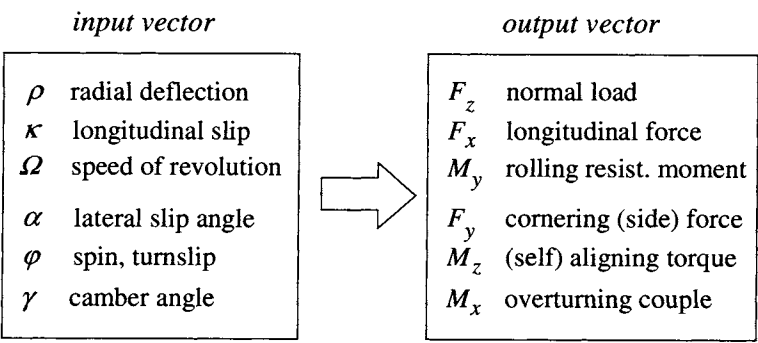 input vector
ρ radial deflection
κ longitudinal slip
Ω speed of revolution
α lateral slip angle
φ spin, turnslip
γ camber angle
output vector
F_z normal load
F_x longitudinal force
M_y rolling resist. moment
F_y cornering (side) force
M_z (self) aligning torque
M_x overturning couple